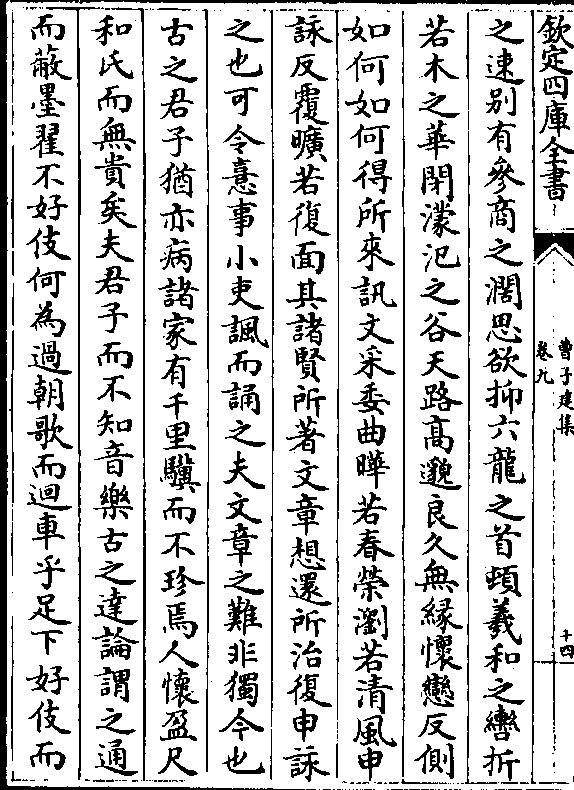 欽定四庫全書
曹子建集
卷九
十四
之速別有參商之濶思欲抑六龍之首頓羲和之轡折
若木之華閉濛汜之谷天路髙邈良久無縁懷戀反側
如何如何得所來訊文采委曲曄若春榮瀏若清風申
詠反覆曠若復面其諸賢所著文章想還所治復申詠
之也可令憙事小吏諷而誦之夫文章之難非獨今也
古之君子猶亦病諸家有千里驥而不珍焉人懷盈尺
和氏而無貴矣夫君子而不知音樂古之達論謂之通
而蔽墨翟不好伎何為過朝歌而迴車乎足下好伎而